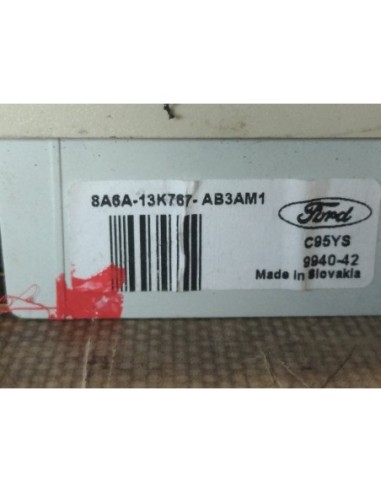 8A6A-13K767- AB3AM1
Ford
C95YS
9940-42
Made in Slovakia